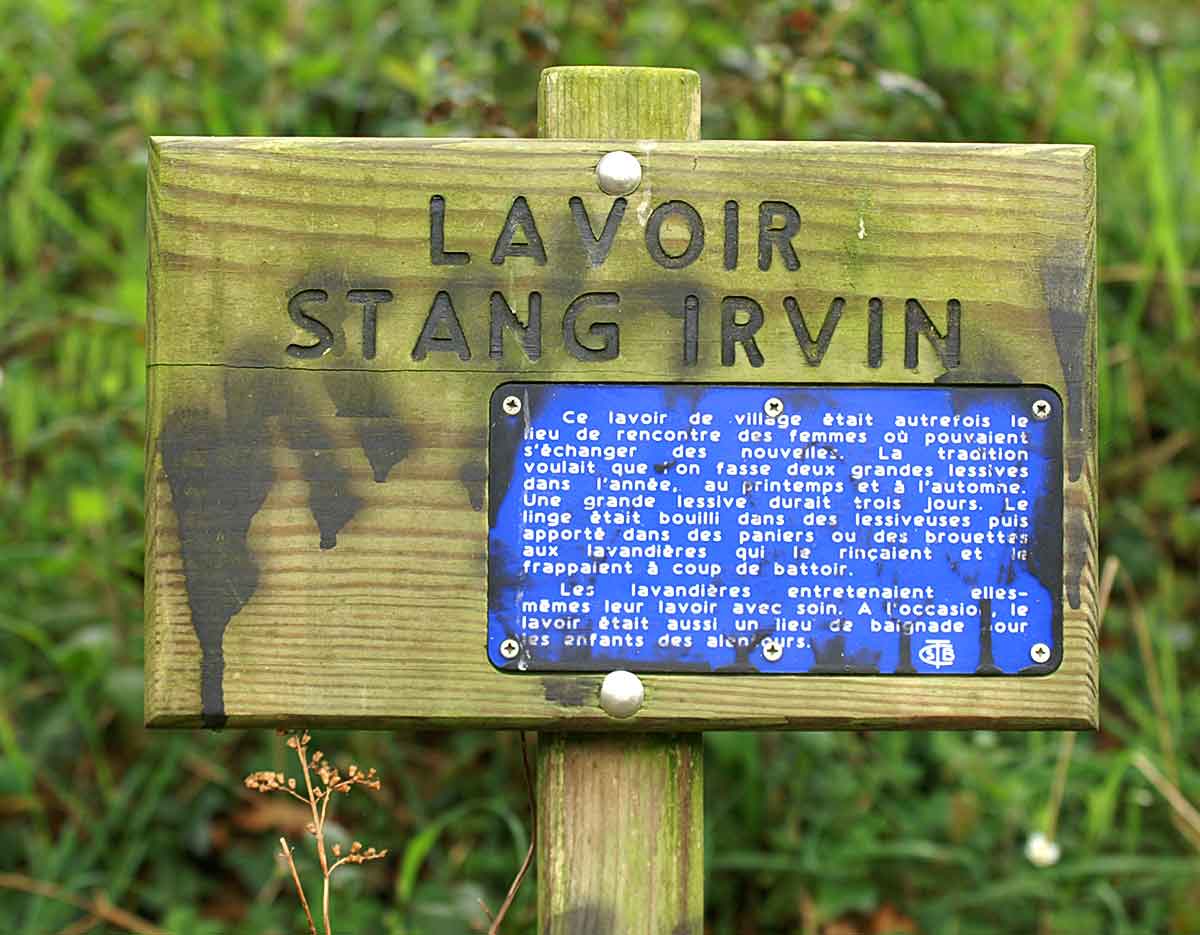 LAVOIR
STANG IRVIN
Ce lavoir de village était autrefois le
lieu de rencontre des femmes où pouvaient
s'échanger des nouvelles. La tradition
voulait que l'on fasse deux grandes lessives
dans l'année, au printemps et à l'automne.
Une grande lessive durait trois jours. Le
linge était bouilli dans des lessiveuses puis
apporté dans des paniers ou des brouettes
aux lavandières qui le rinçaient et le
frappaient à coup de battoir.
Les lavandières entretenaient elles-
mêmes leur lavoir avec soin. A l'occasion, le
lavoir était aussi un lieu de baignade pour
les enfants des alentours.